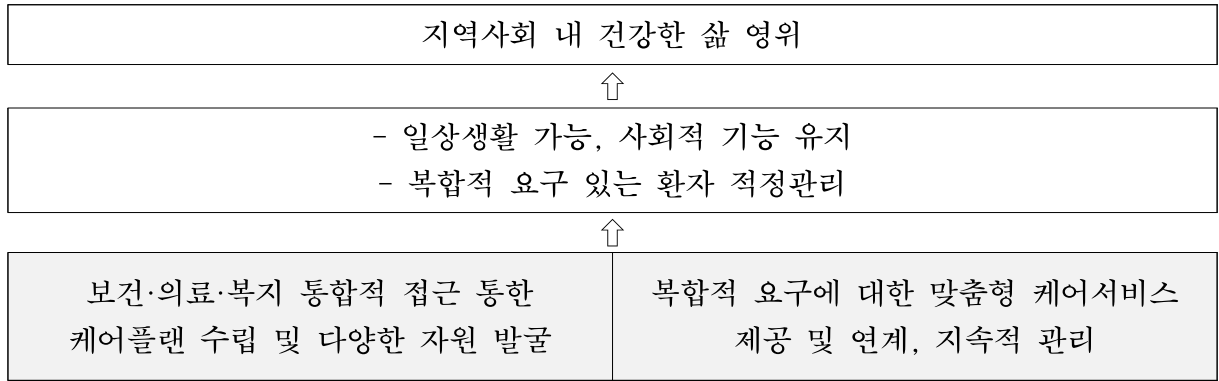 지역사회 내 건강한 삶 영위
- 일상생활 가능, 사회적 기능 유지
- 복합적 요구 있는 환자 적정관리
보건·의료·복지 통합적 접근 통한
케어플랜 수립 및 다양한 자원 발굴
복합적 요구에 대한 맞춤형 케어서비스
제공 및 연계, 지속적 관리